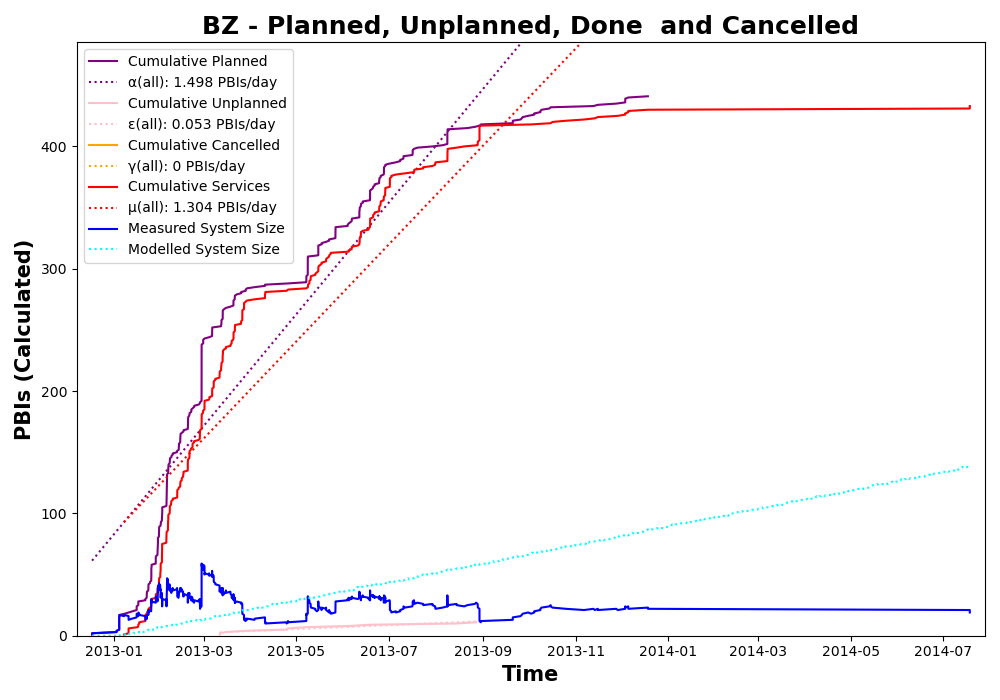 BZ - Planned, Unplanned, Done  and Cancelled
Cumulative Planned
α(all): 1.498 PBIs/day
Cumulative Unplanned
ε(all): 0.053 PBIs/day
Cumulative Cancelled
γ(all): 0 PBIs/day
Cumulative Services
μ(all): 1.304 PBIs/day
Measured System Size
Modelled System Size
PBIs (Calculated)
400
300
200
100
0
2013-01 2013-03 2013-05 2013-07 2013-09 2013-11 2014-01 2014-03 2014-05 2014-07
Time